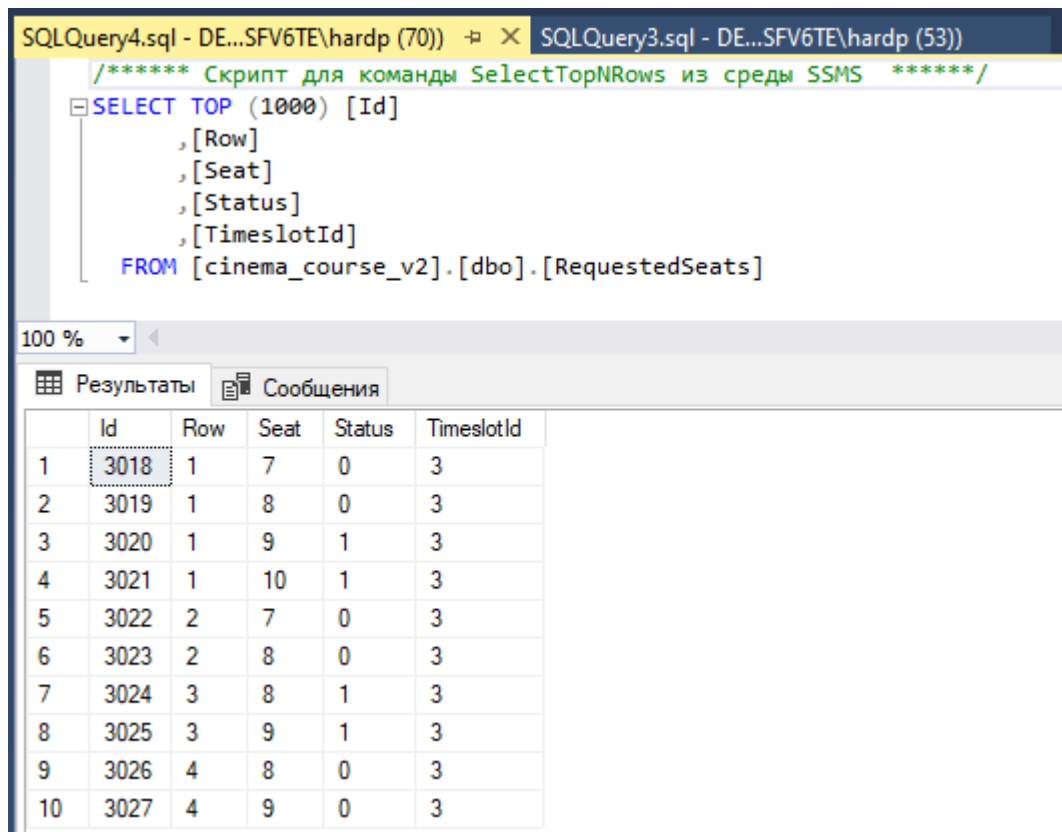 SQLQuery4.sql - DE...SFV6TE\hardp (70)) SQLQuery3.sql - DE...SFV6TE\hardp (53))
/****** Скрипт для команды SelectTopNRows из среды SSMS  ******/
SELECT TOP (1000) [Id]
,[Row]
,[Seat]
,[Status]
,[TimeslotId]
FROM [cinema_course_v2].[dbo].[RequestedSeats]
100 %
Результаты Сообщения
Id Row Seat Status TimeslotId
1 3018 1 7 0 3
2 3019 1 8 0 3
3 3020 1 9 1 3
4 3021 1 10 1 3
5 3022 2 7 0 3
6 3023 2 8 0 3
7 3024 3 8 1 3
8 3025 3 9 1 3
9 3026 4 8 0 3
10 3027 4 9 0 3